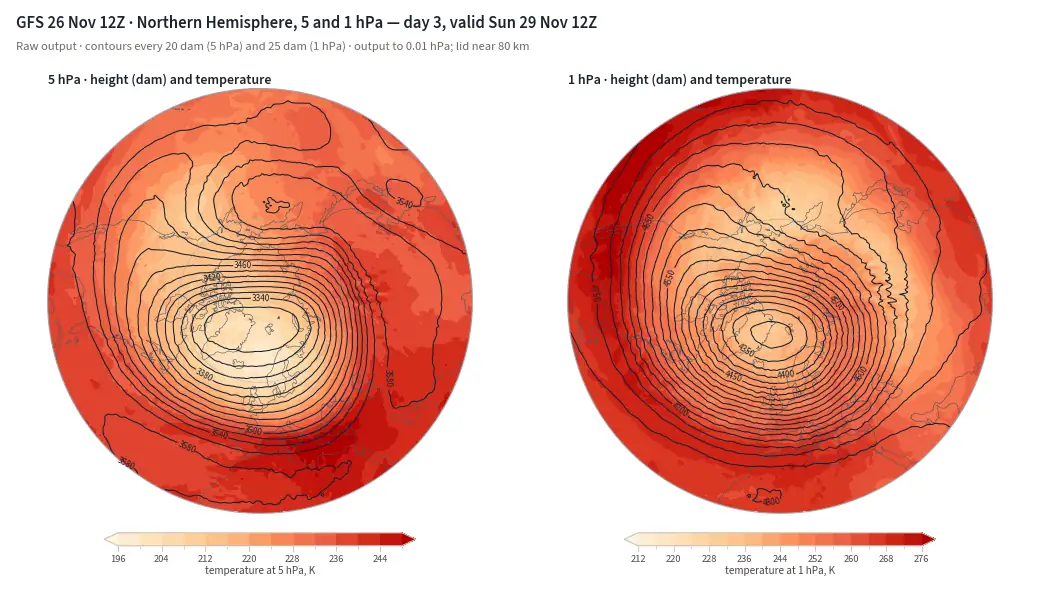 GFS 26 Nov 12Z · Northern Hemisphere, 5 and 1 hPa — day 3, valid Sun 29 Nov 12Z
Raw output · contours every 20 dam (5 hPa) and 25 dam (1 hPa) · output to 0.01 hPa; lid near 80 km
5 hPa · height (dam) and temperature
1 hPa · height (dam) and temperature
3540
3460
3340
3380
3580
3580
3580
4550
4350
4450
4400
4800
196 204 212 220 228 236 244
temperature at 5 hPa, K
212 220 228 236 244 252 260 268 276
temperature at 1 hPa, K